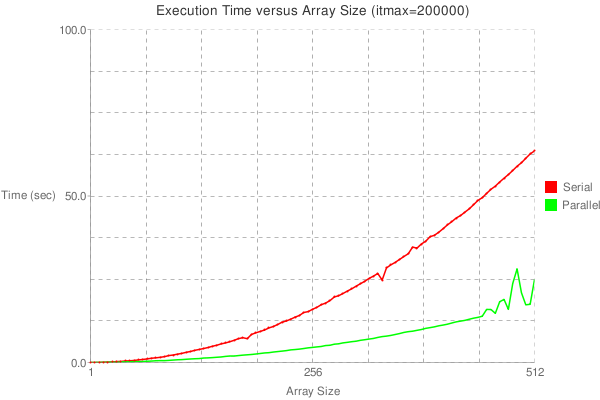 Execution Time versus Array Size (itmax=200000)
100.0
Time (sec)
50.0
0.0
1
256
512
Array Size
Serial
Parallel